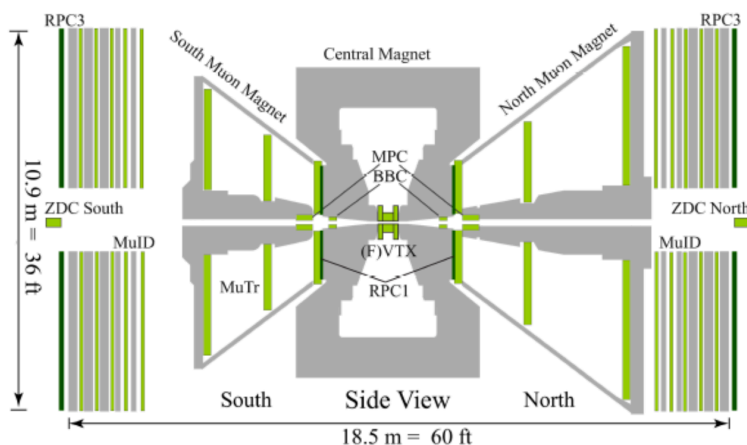 RPC3
RPC3
South Muon Magnet
Central Magnet
North Muon Magnet
MPC
BBC
10.9 m = 36 ft
ZDC South
ZDC North
MuID
MuID
(F)VTX
MuTr
RPC1
South
Side View
North
18.5 m = 60 ft